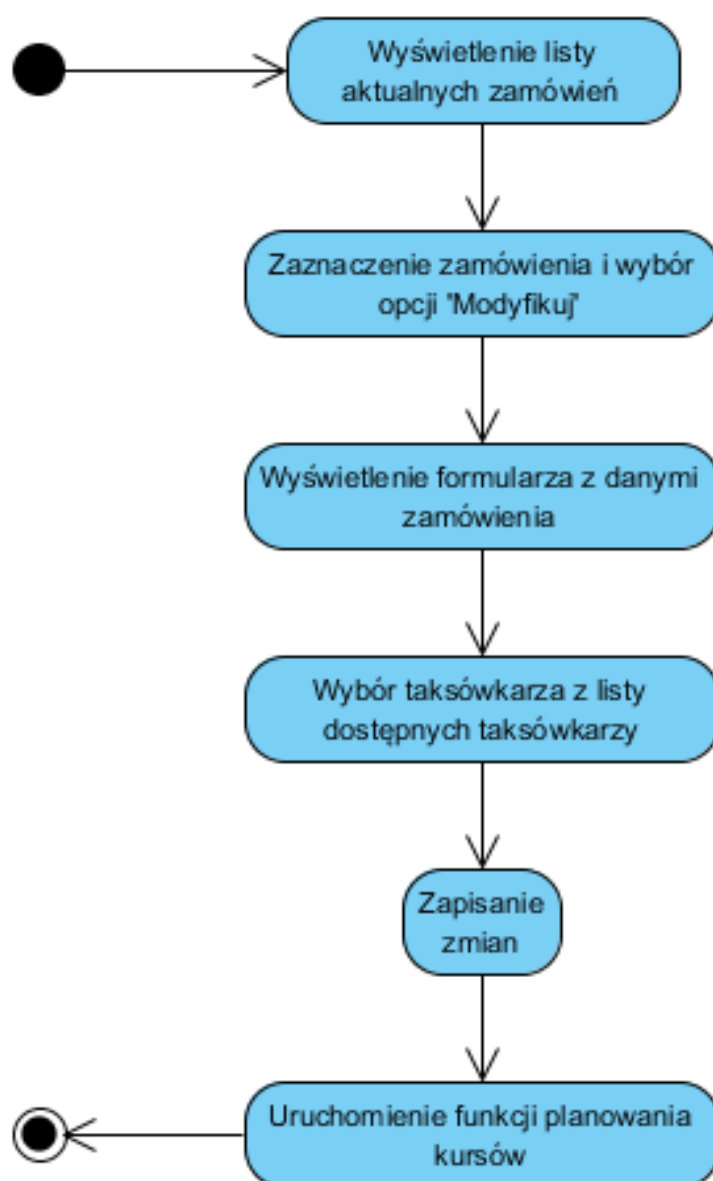 Wyświetlenie listy
aktualnych zamówień
Zaznaczenie zamówienia i wybór
opcji "Modyfikuj"
Wyświetlenie formularza z danymi
zamówienia
Wybór taksówkarza z listy
dostępnych taksówkarzy
Zapisanie
zmian
Uruchomienie funkcji planowania
kursów